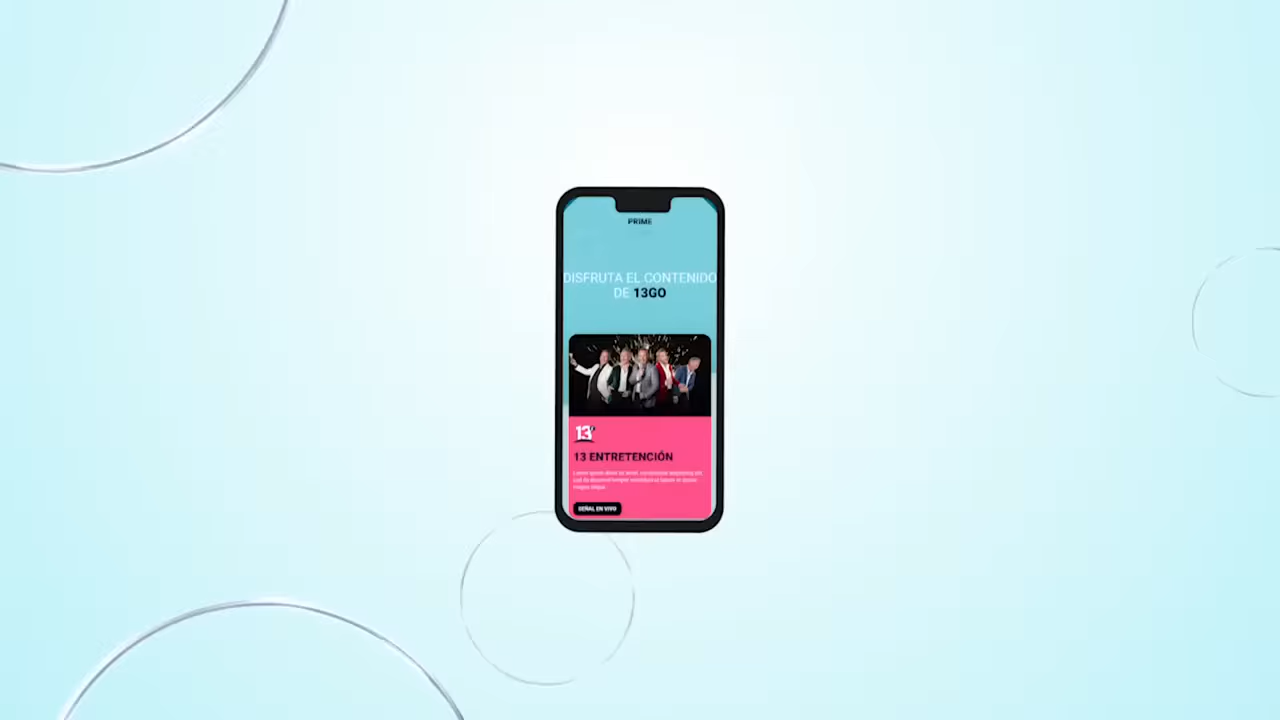 PRIME
DISFRUTA EL CONTENIDO
DE 13GO
13
13 ENTRETENCIÓN
SEÑAL EN VIVO